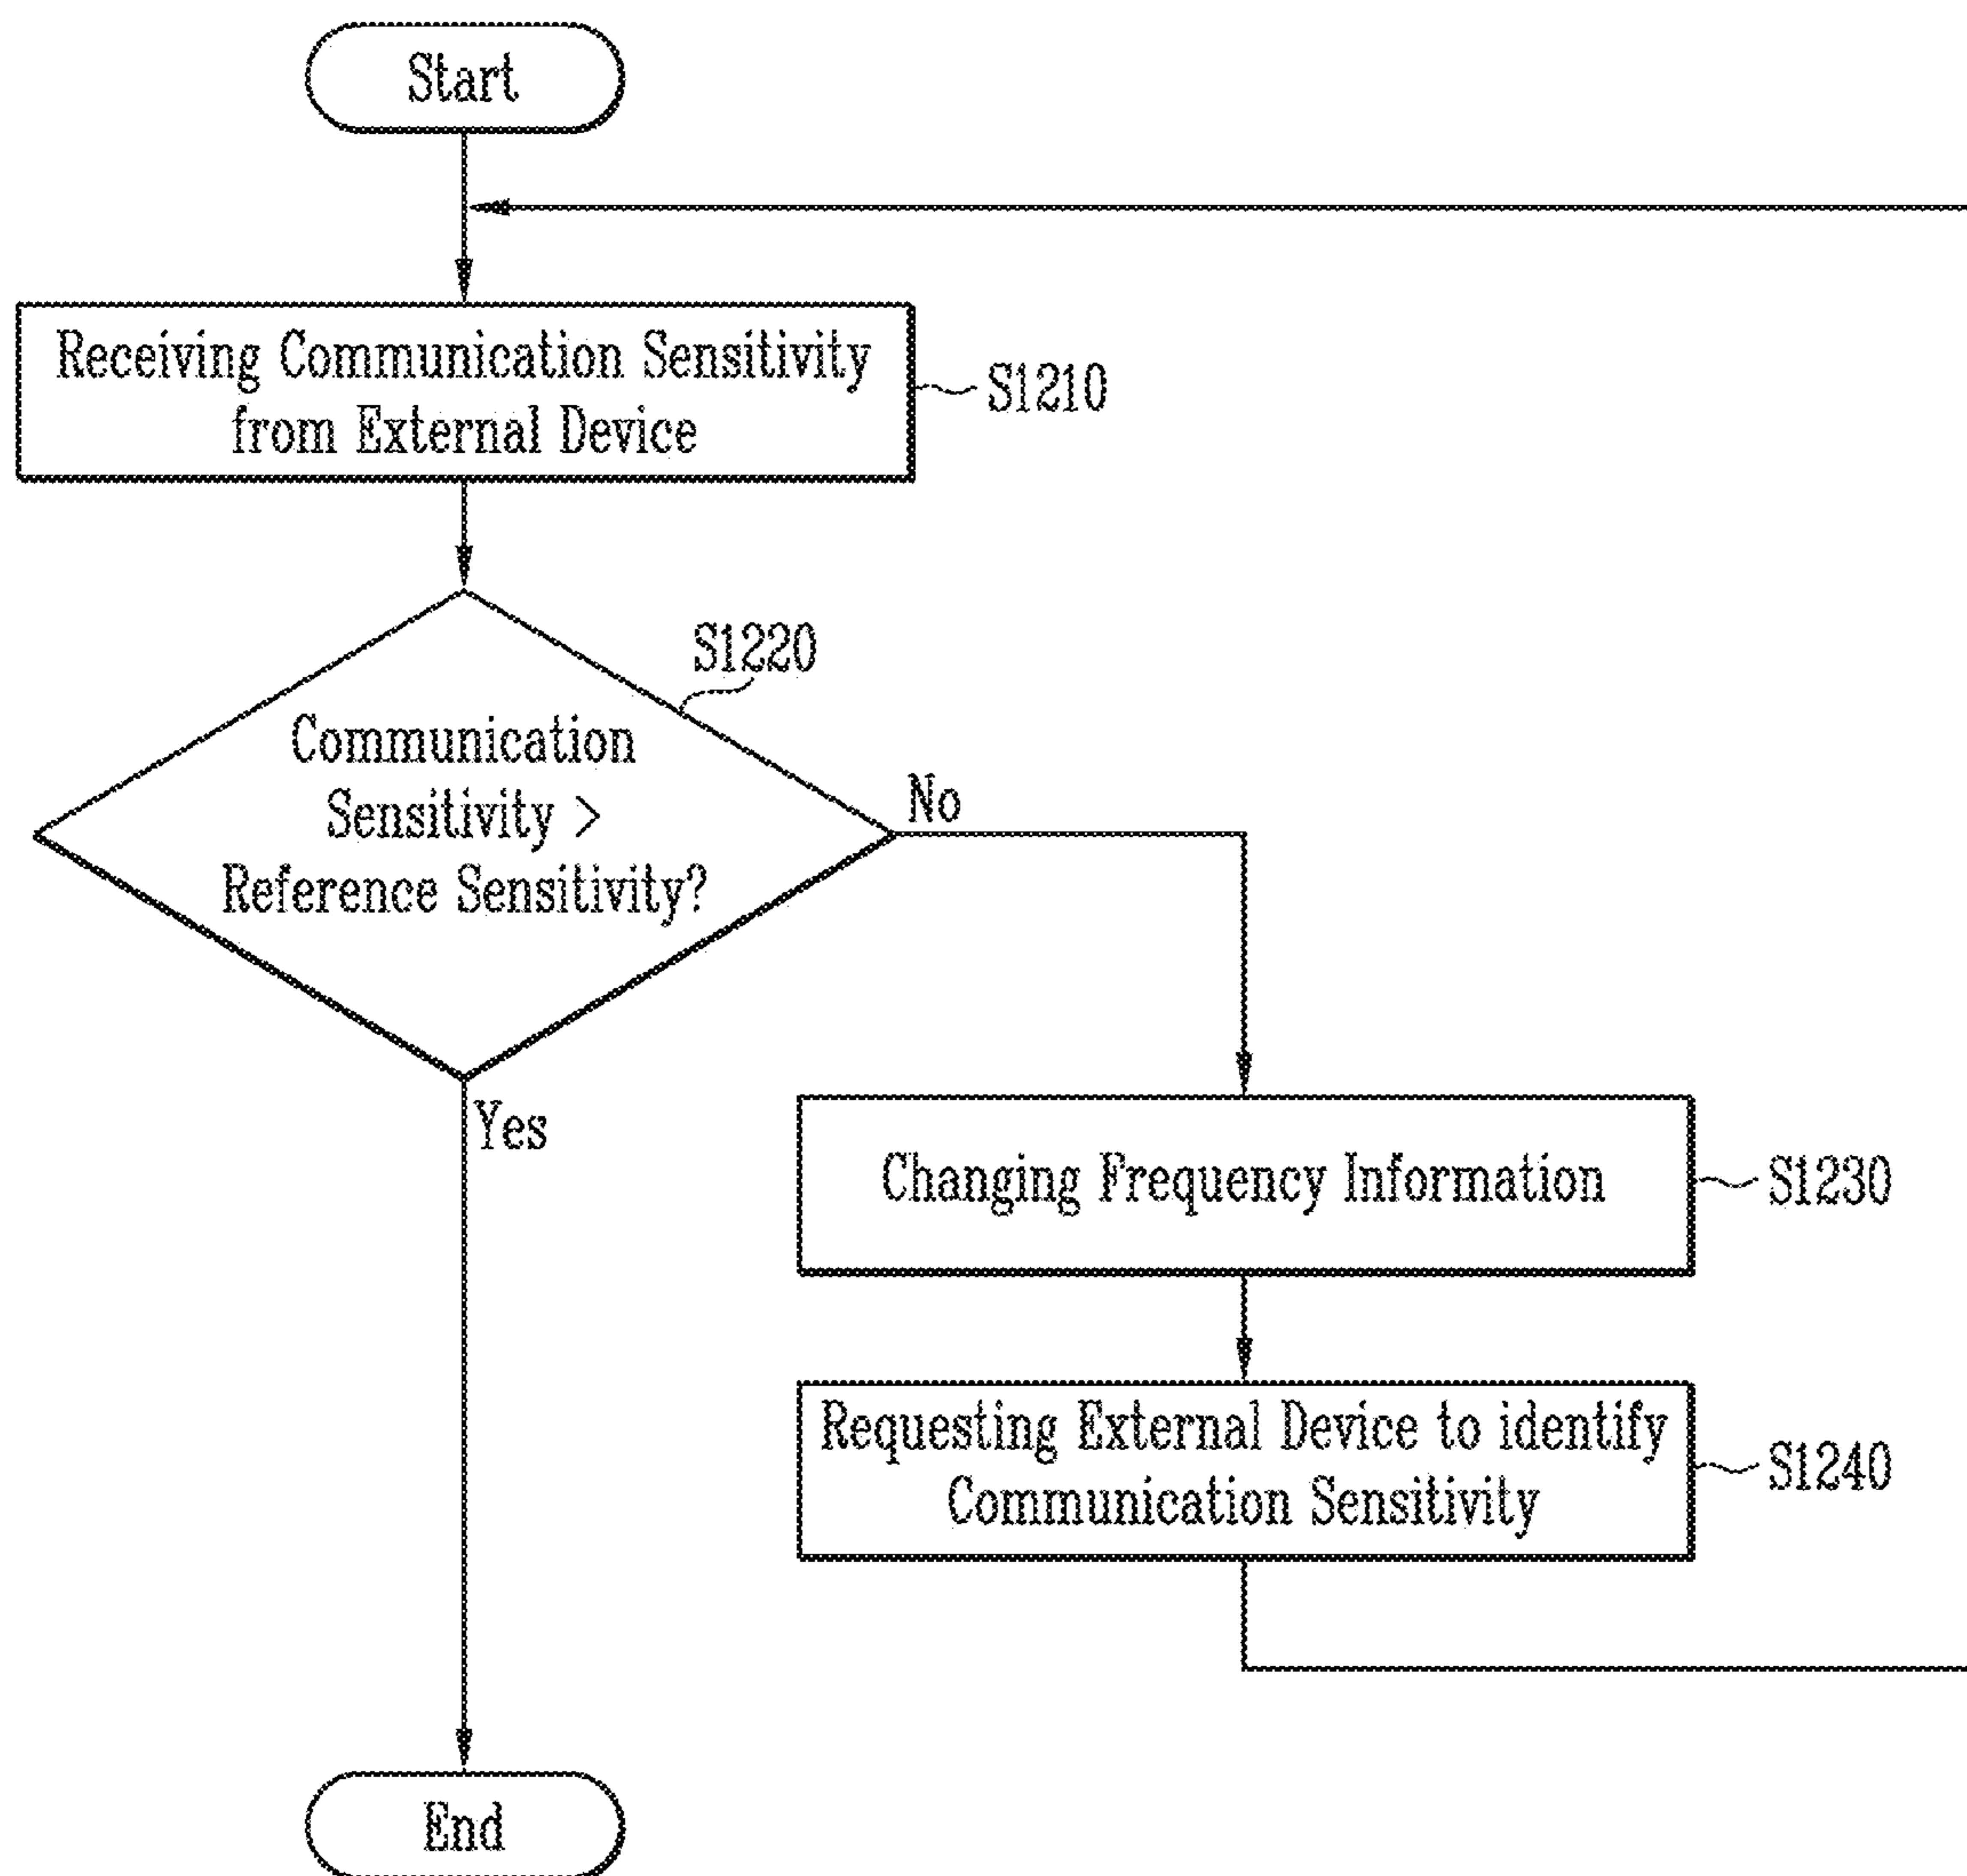 Start
Receiving Communication Sensitivity
from External Device
S1210
S1220
Communication
Sensitivity >
Reference Sensitivity?
No
Yes
Changing Frequency Information
S1230
Requesting External Device to identify
Communication Sensitivity
S1240
End